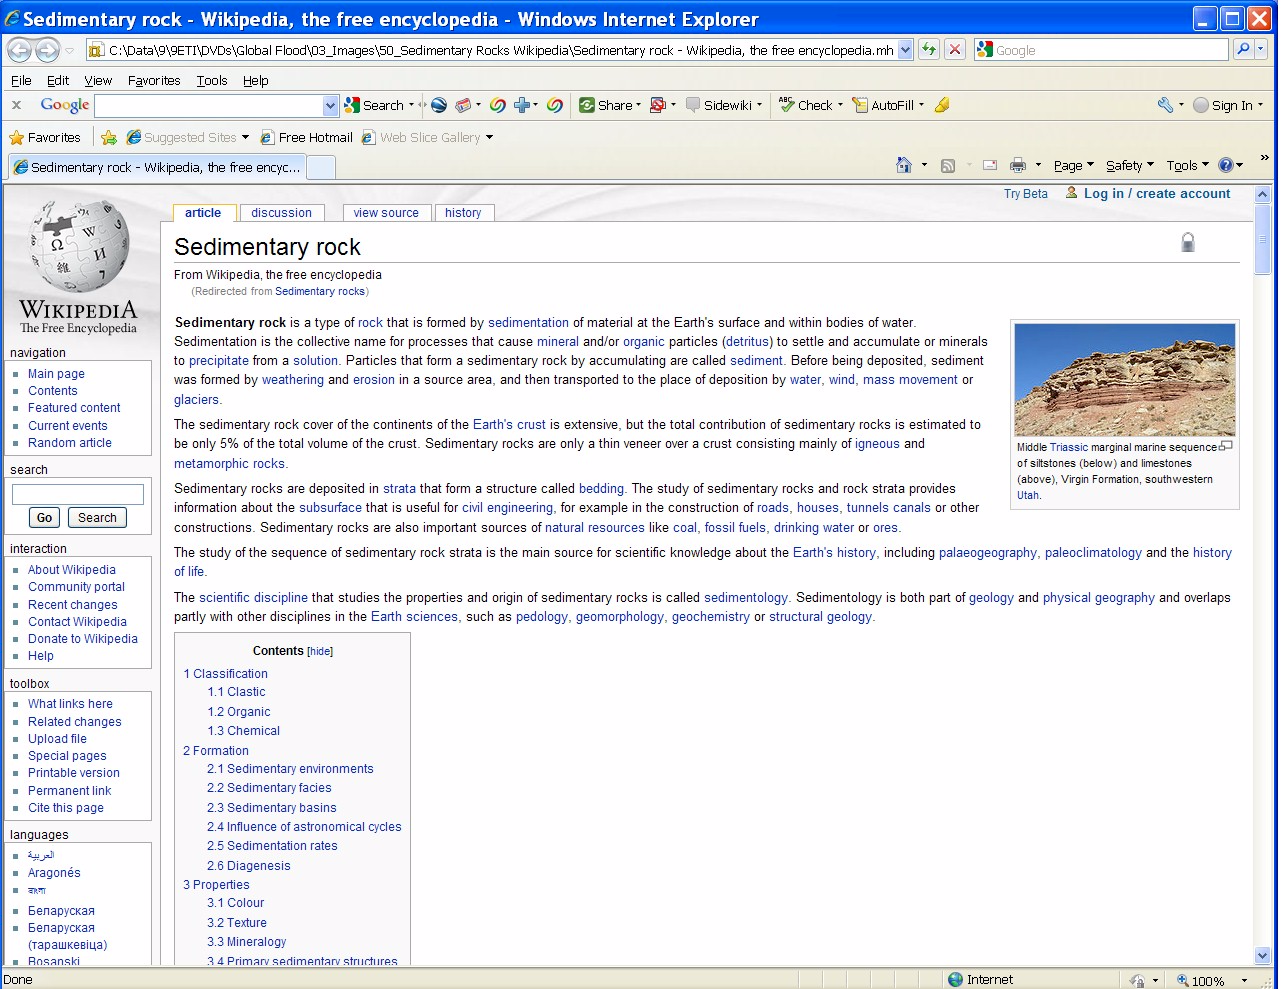 Sedimentary rock - Wikipedia, the free encyclopedia - Windows Internet Explorer
C:\Data\9\9ETI\DVDs\Global Flood\03_Images\50_Sedimentary Rocks Wikipedia\Sedimentary rock - Wikipedia, the free encyclopedia.mh
Google
File Edit View Favorites Tools Help
x Google Search Share Sidewiki ABC Check AutoFill Sign In
Favorites Suggested Sites Free Hotmail Web Slice Gallery
Sedimentary rock - Wikipedia, the free encyc... Page Safety Tools
Try Beta Log in / create account
article discussion view source history
WIKIPEDIA
The Free Encyclopedia
navigation
Main page
Contents
Featured content
Current events
Random article
search
Go Search
interaction
About Wikipedia
Community portal
Recent changes
Contact Wikipedia
Donate to Wikipedia
Help
toolbox
What links here
Related changes
Upload file
Special pages
Printable version
Permanent link
Cite this page
languages
العربية
Aragonés
বাংলা
Беларуская
Беларуская
(тарашкевіца)
Bosanski
Sedimentary rock
From Wikipedia, the free encyclopedia
(Redirected from Sedimentary rocks)
Sedimentary rock is a type of rock that is formed by sedimentation of material at the Earth's surface and within bodies of water.
Sedimentation is the collective name for processes that cause mineral and/or organic particles (detritus) to settle and accumulate or minerals
to precipitate from a solution. Particles that form a sedimentary rock by accumulating are called sediment. Before being deposited, sediment
was formed by weathering and erosion in a source area, and then transported to the place of deposition by water, wind, mass movement or
glaciers.
The sedimentary rock cover of the continents of the Earth's crust is extensive, but the total contribution of sedimentary rocks is estimated to
be only 5% of the total volume of the crust. Sedimentary rocks are only a thin veneer over a crust consisting mainly of igneous and
metamorphic rocks.
Sedimentary rocks are deposited in strata that form a structure called bedding. The study of sedimentary rocks and rock strata provides
information about the subsurface that is useful for civil engineering, for example in the construction of roads, houses, tunnels canals or other
constructions. Sedimentary rocks are also important sources of natural resources like coal, fossil fuels, drinking water or ores.
The study of the sequence of sedimentary rock strata is the main source for scientific knowledge about the Earth's history, including palaeogeography, paleoclimatology and the history
of life.
The scientific discipline that studies the properties and origin of sedimentary rocks is called sedimentology. Sedimentology is both part of geology and physical geography and overlaps
partly with other disciplines in the Earth sciences, such as pedology, geomorphology, geochemistry or structural geology.
Middle Triassic marginal marine sequence
of siltstones (below) and limestones
(above), Virgin Formation, southwestern
Utah.
Contents [hide]
1 Classification
1.1 Clastic
1.2 Organic
1.3 Chemical
2 Formation
2.1 Sedimentary environments
2.2 Sedimentary facies
2.3 Sedimentary basins
2.4 Influence of astronomical cycles
2.5 Sedimentation rates
2.6 Diagenesis
3 Properties
3.1 Colour
3.2 Texture
3.3 Mineralogy
3.4 Primary sedimentary structures
Done Internet 100%